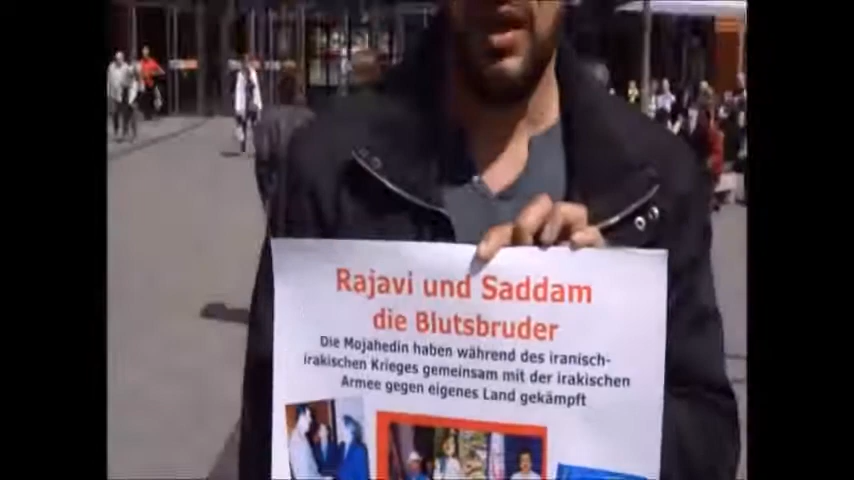 Rajavi und Saddam
die Blutsbruder
Die Mojahedin haben während des iranisch-
irakischen Krieges gemeinsam mit der irakischen
Armee gegen eigenes Land gekämpft